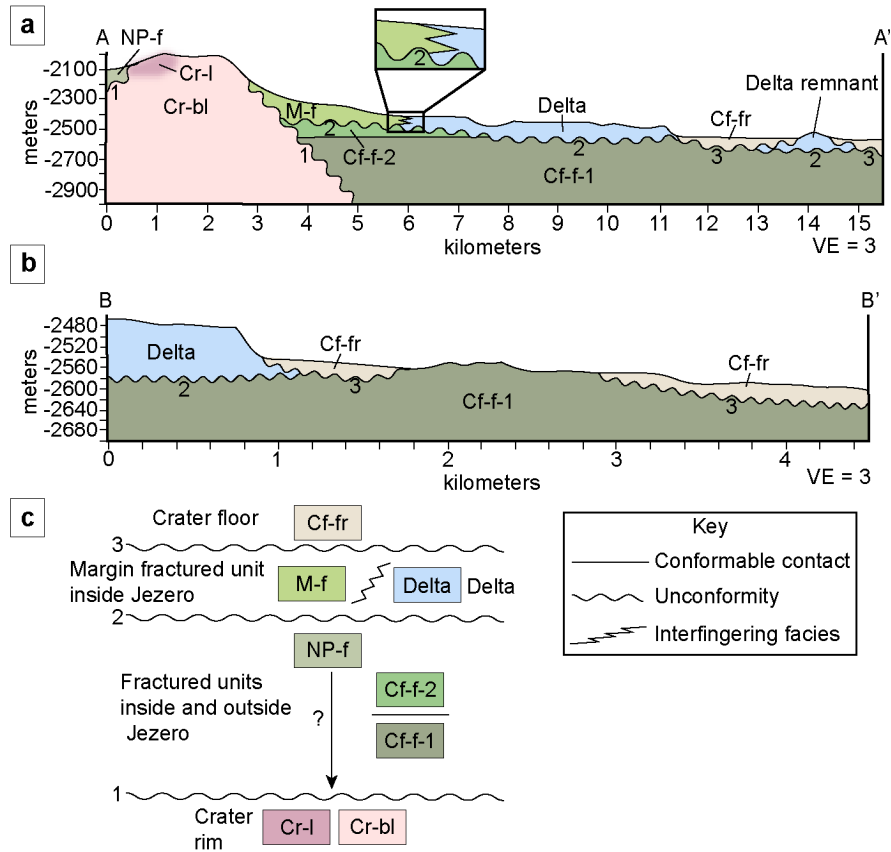 a
A
A’
NP-f
Cr-l
Cr-bl
1
M-f
2
Cf-f-2
1
2
Delta
2
Cf-f-1
Delta remnant
Cf-fr
3
2
3
meters
-2100
-2300
-2500
-2700
-2900
0 1 2 3 4 5 6 7 8 9 10 11 12 13 14 15
kilometers
VE = 3
b
B
B’
Delta
2
Cf-fr
3
Cf-f-1
Cf-fr
3
meters
-2480
-2520
-2560
-2600
-2640
-2680
0 1 2 3 4
kilometers
VE = 3
c
Crater floor
Cf-fr
3
Margin fractured unit
inside Jezero
M-f
Delta
Delta
2
NP-f
Fractured units
inside and outside
Jezero
?
Cf-f-2
Cf-f-1
1
Crater
rim
Cr-l
Cr-bl
Key
Conformable contact
Unconformity
Interfingering facies